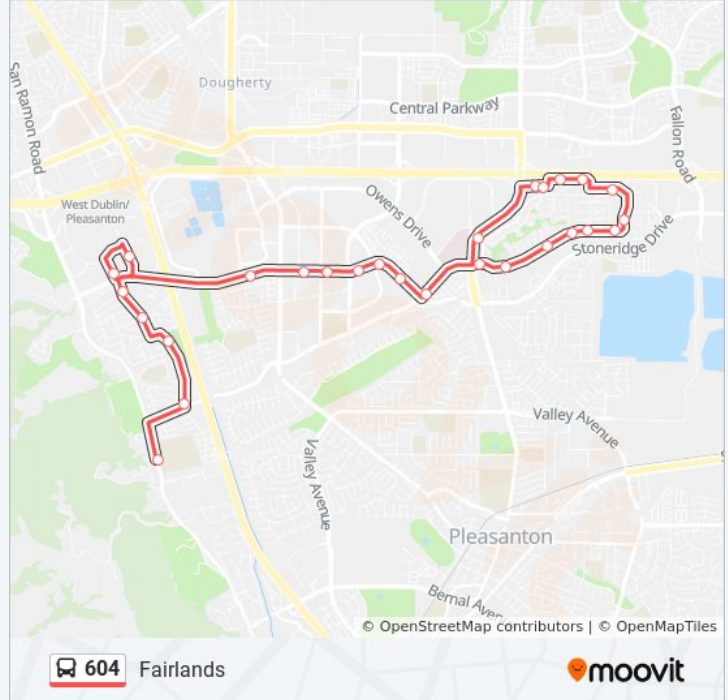 San Ramon Road
Dougherty
Central Parkway
Fallon Road
West Dublin/
Pleasanton
Owens Drive
Stoneridge Drive
Valley Avenue
Valley Avenue
Pleasanton
Bernal Aven
© OpenStreetMap contributors | © OpenMapTiles
604 Fairlands
moovit